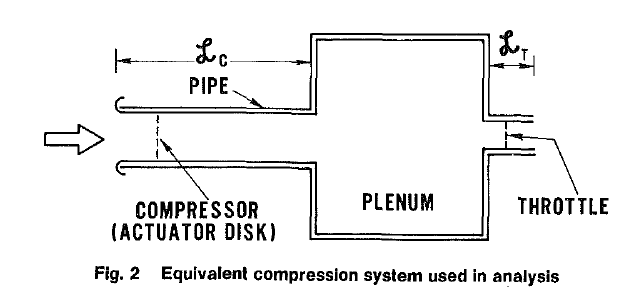 ℒC
ℒT
PIPE
COMPRESSOR
(ACTUATOR DISK)
PLENUM
THROTTLE
Fig. 2 Equivalent compression system used in analysis